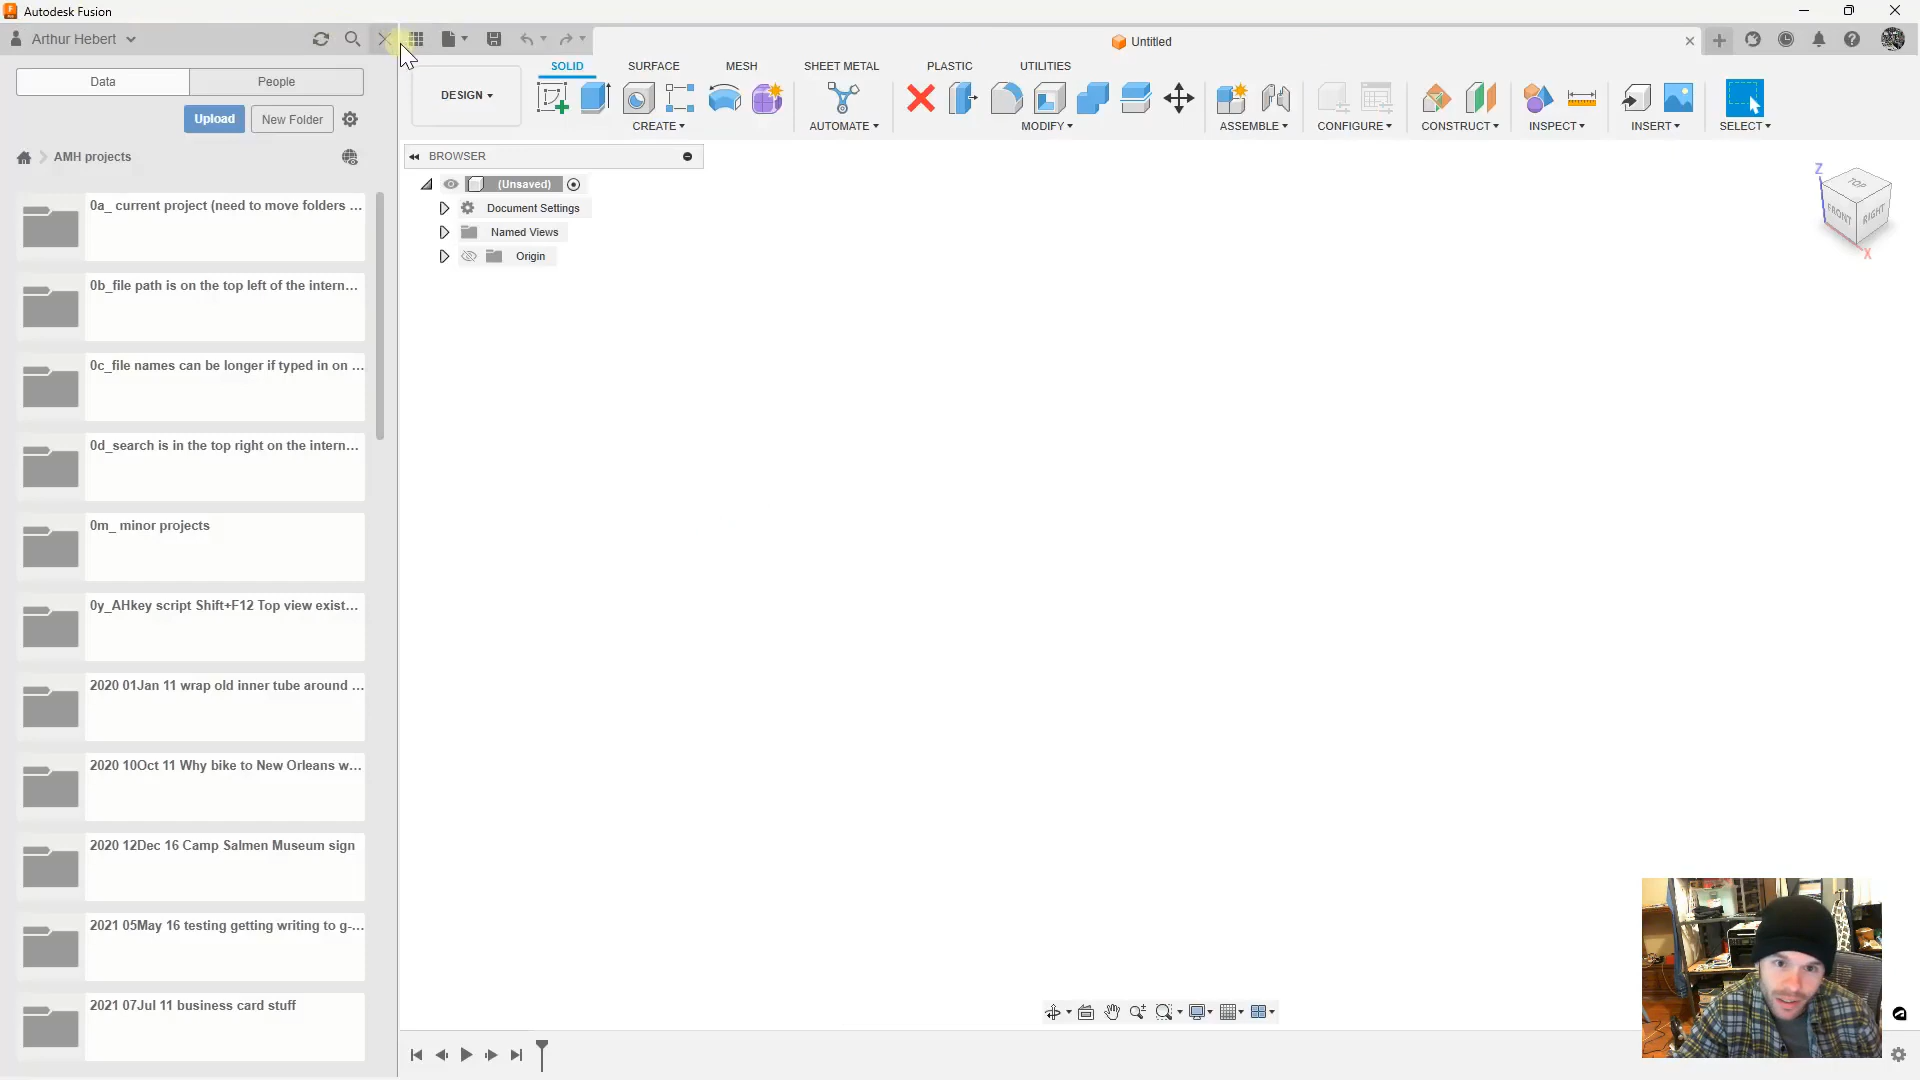 Autodesk Fusion
Arthur Hebert
Untitled
Data
People
Upload
New Folder
AMH projects
0a_ current project (need to move folders ...
0b_file path is on the top left of the intern...
0c_file names can be longer if typed in on ...
0d_search is in the top right on the intern...
0m_ minor projects
0y_AHkey script Shift+F12 Top view exist...
2020 01Jan 11 wrap old inner tube around ...
2020 10Oct 11 Why bike to New Orleans w...
2020 12Dec 16 Camp Salmen Museum sign
2021 05May 16 testing getting writing to g-...
2021 07Jul 11 business card stuff
DESIGN
SOLID
SURFACE
MESH
SHEET METAL
PLASTIC
UTILITIES
CREATE
AUTOMATE
MODIFY
ASSEMBLE
CONFIGURE
CONSTRUCT
INSPECT
INSERT
SELECT
BROWSER
(Unsaved)
Document Settings
Named Views
Origin
Z
TOP
FRONT
RIGHT
X